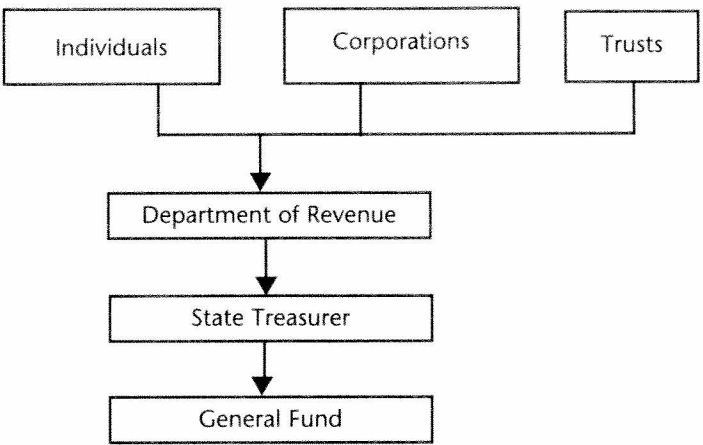 Individuals
Corporations
Trusts
Department of Revenue
State Treasurer
General Fund